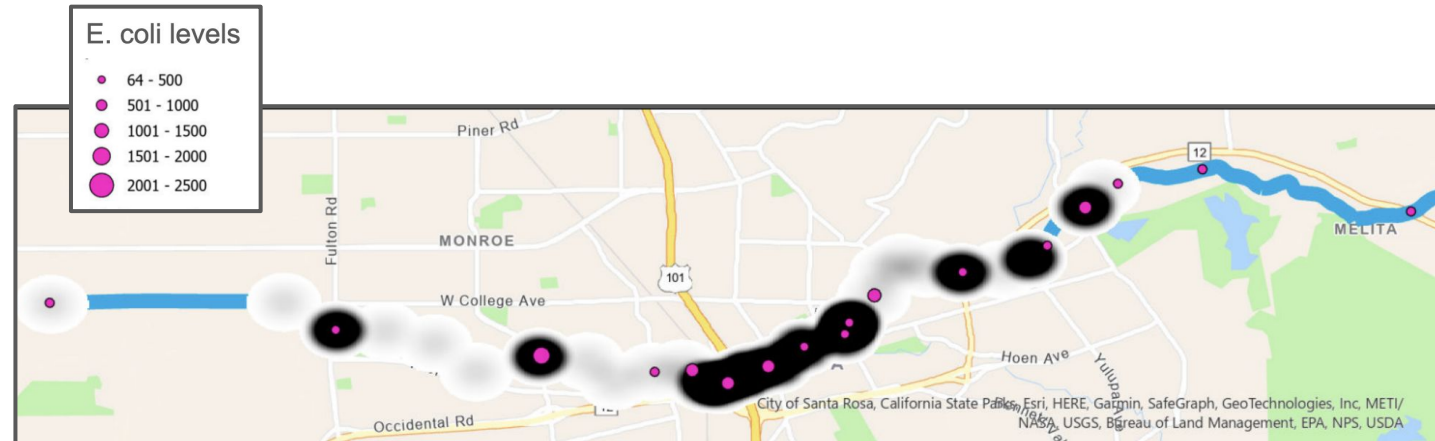 E. coli levels
64 - 500
501 - 1000
1001 - 1500
1501 - 2000
2001 - 2500
Piner Rd
12
Fulton Rd
MONROE
MELITA
101
W College Ave
Hoen Ave
Occidental Rd
City of Santa Rosa, California State Parks, Esri, HERE, Garmin, SafeGraph, GeoTechnologies, Inc, METI/
NASA, USGS, Bureau of Land Management, EPA, NPS, USDA